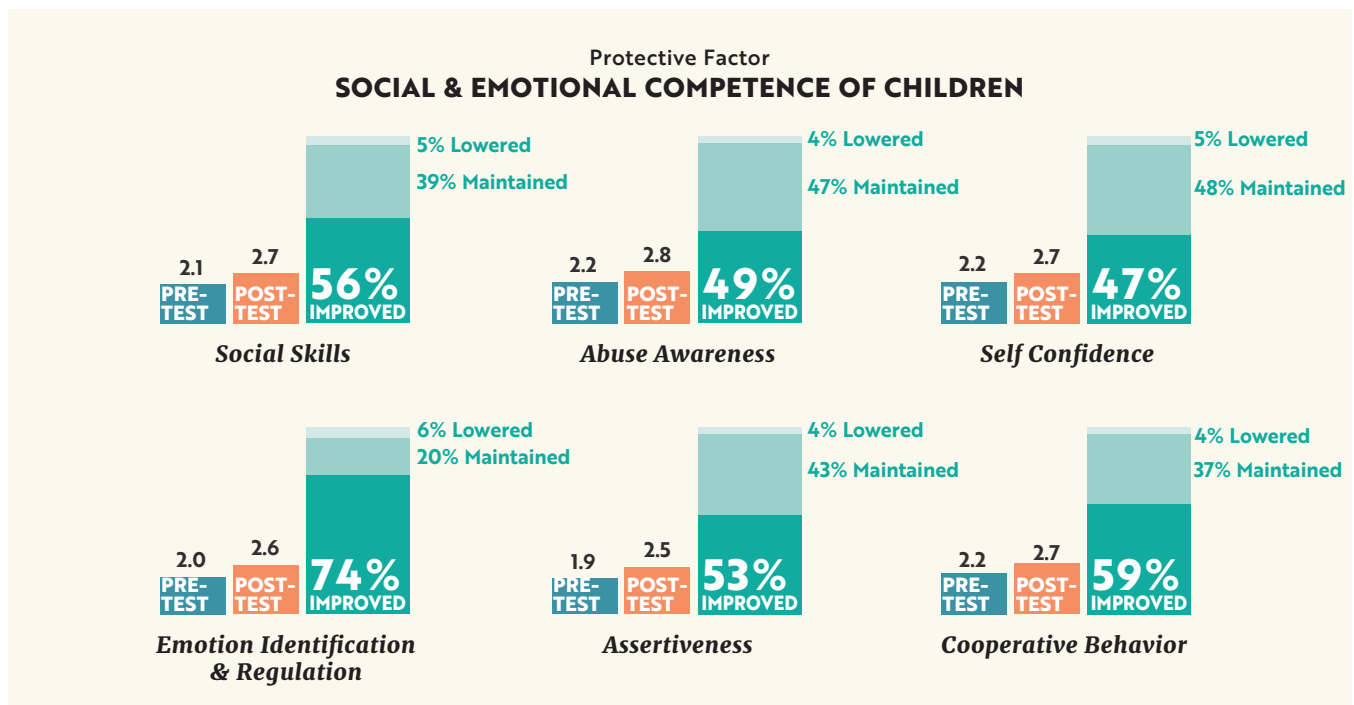 Protective Factor
SOCIAL & EMOTIONAL COMPETENCE OF CHILDREN
5% Lowered
39% Maintained
2.1
2.7
PRE-
TEST
POST-
TEST
56%
IMPROVED
Social Skills
4% Lowered
47% Maintained
2.2
2.8
PRE-
TEST
POST-
TEST
49%
IMPROVED
Abuse Awareness
5% Lowered
48% Maintained
2.2
2.7
PRE-
TEST
POST-
TEST
47%
IMPROVED
Self Confidence
6% Lowered
20% Maintained
2.0
2.6
PRE-
TEST
POST-
TEST
74%
IMPROVED
Emotion Identification
& Regulation
4% Lowered
43% Maintained
1.9
2.5
PRE-
TEST
POST-
TEST
53%
IMPROVED
Assertiveness
4% Lowered
37% Maintained
2.2
2.7
PRE-
TEST
POST-
TEST
59%
IMPROVED
Cooperative Behavior